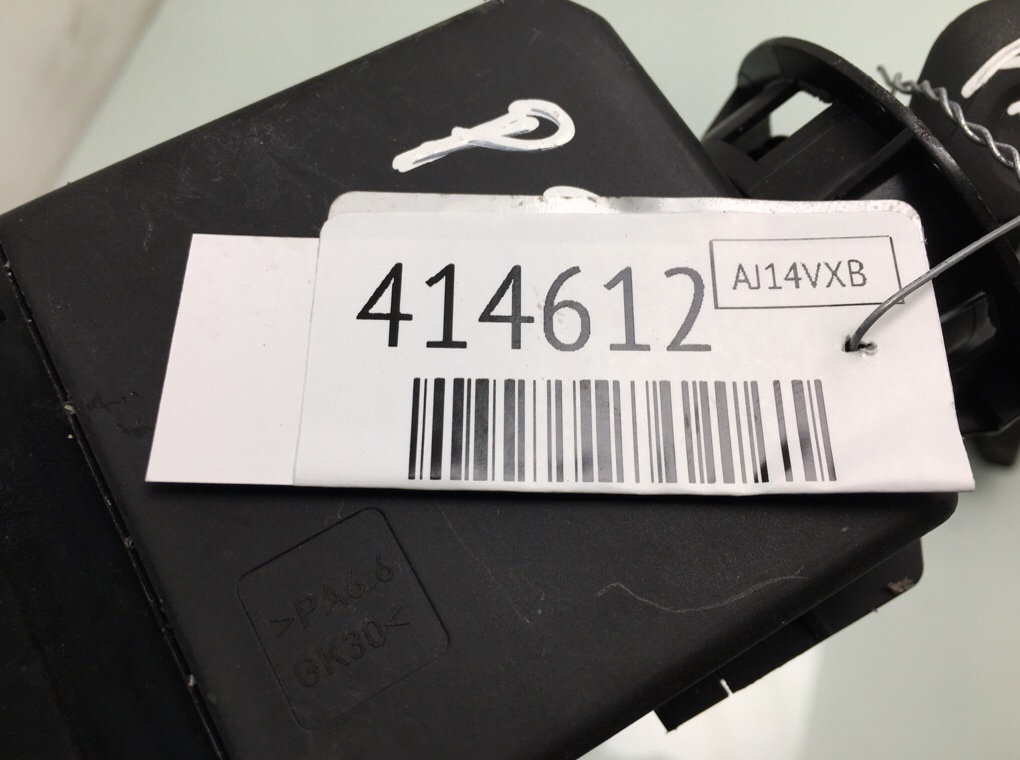 P
414612
AJ14VXB
>PA6.6
GK30<